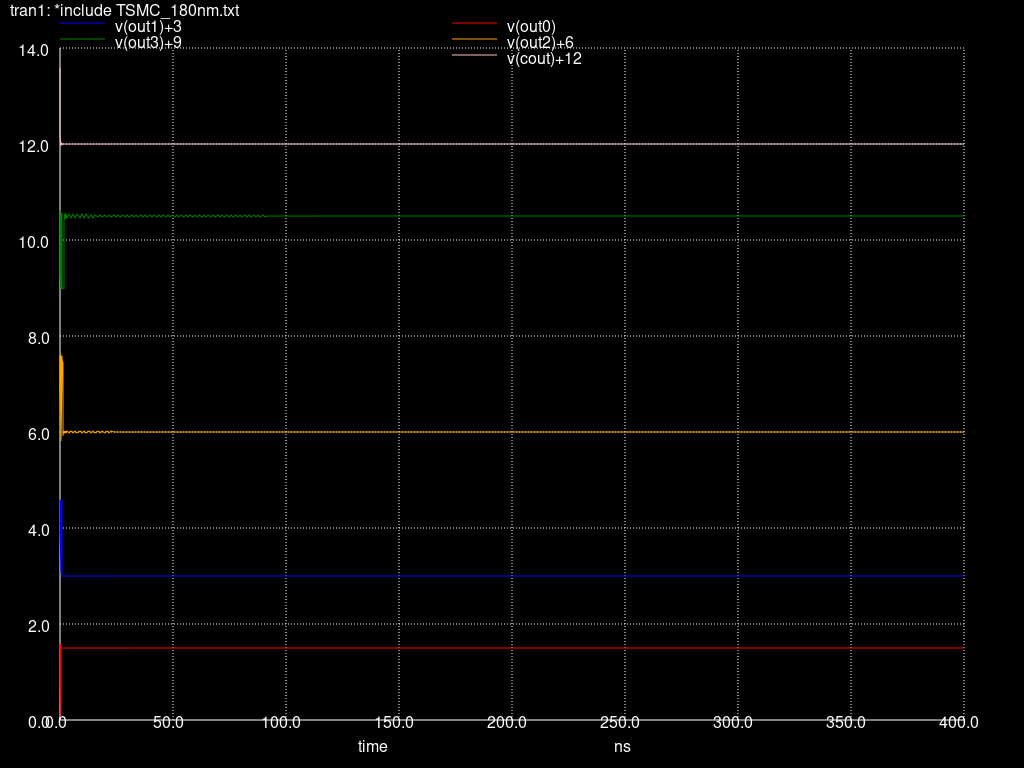 tran1: *include TSMC_180nm.txt
v(out1)+3
v(out0)
v(out3)+9
v(out2)+6
v(cout)+12
14.0
12.0
10.0
8.0
6.0
4.0
2.0
0.0
0.0 50.0 100.0 150.0 200.0 250.0 300.0 350.0 400.0
time ns